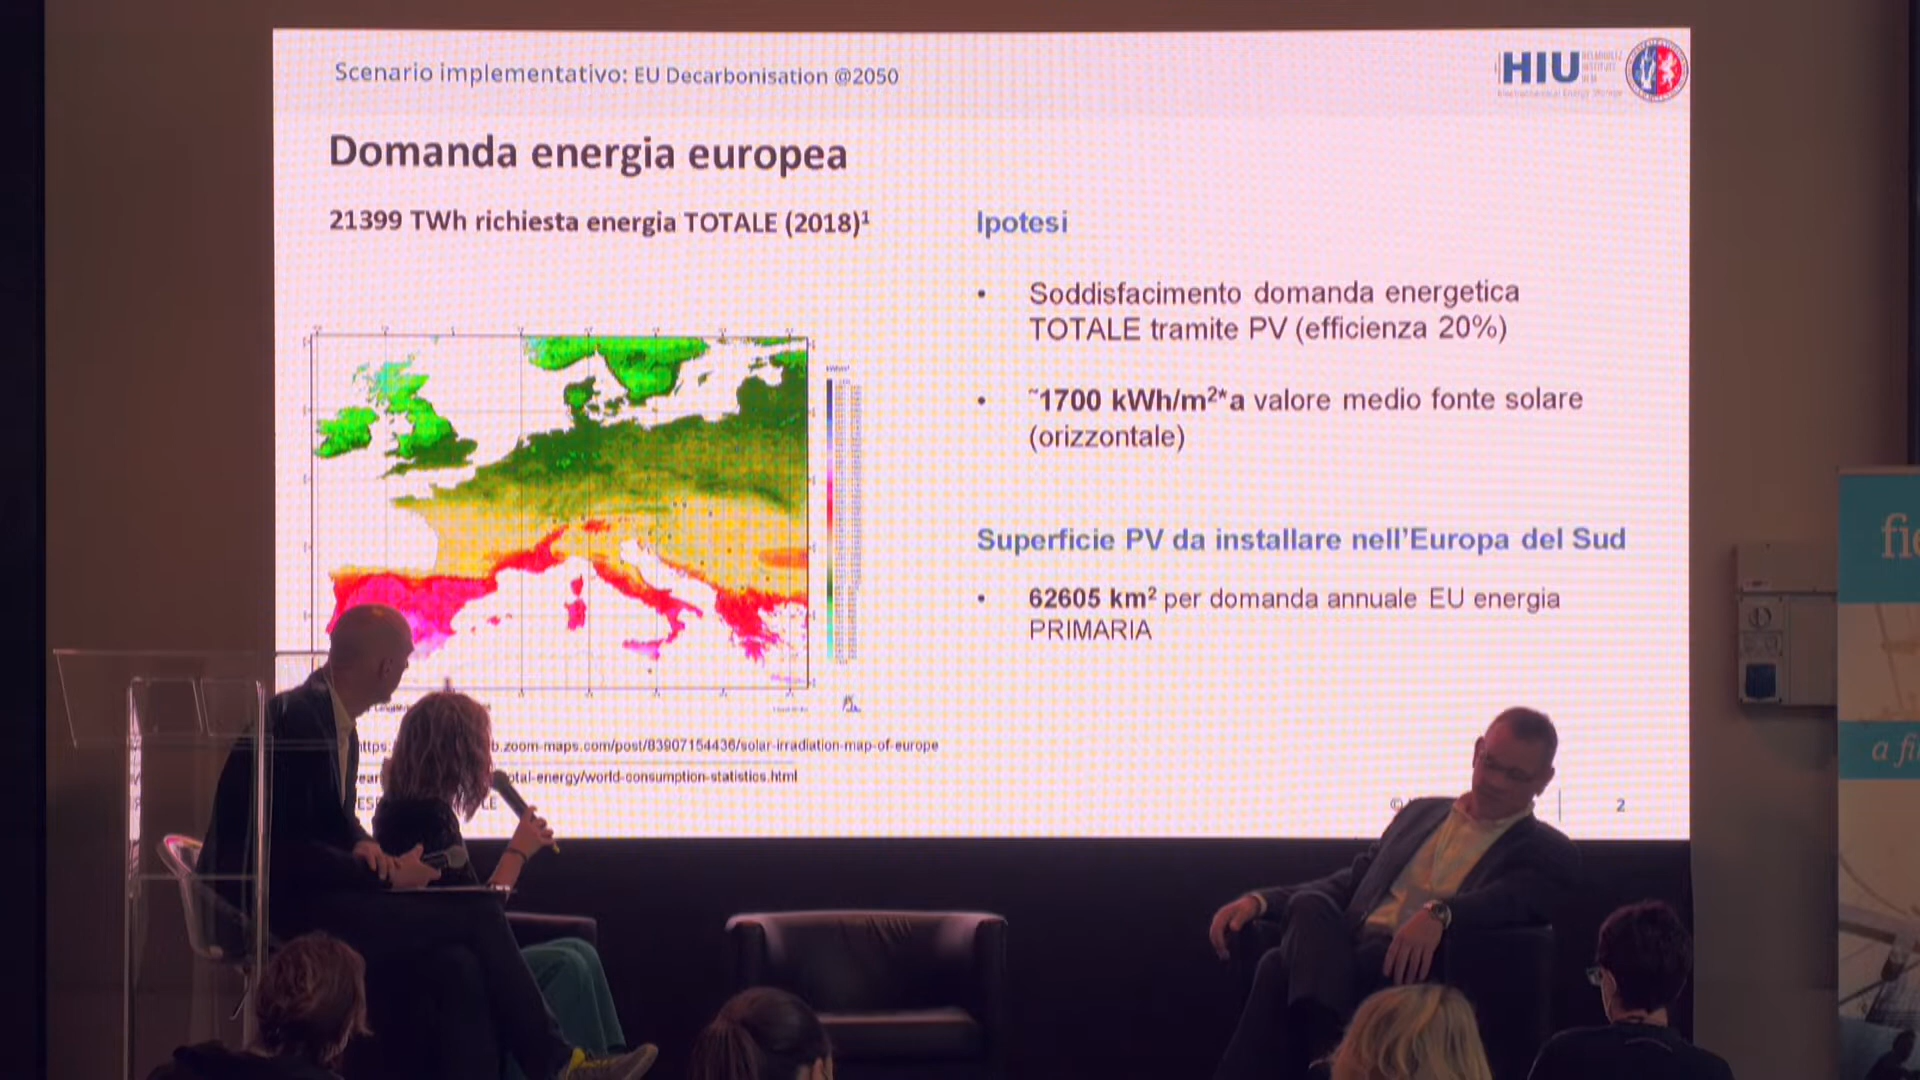 Scenario implementativo: EU Decarbonisation @2050
HIU
Domanda energia europea
21399 TWh richiesta energia TOTALE (2018)¹
Ipotesi
• Soddisfacimento domanda energetica
TOTALE tramite PV (efficienza 20%)
• ~1700 kWh/m²*a valore medio fonte solare
(orizzontale)
Superficie PV da installare nell'Europa del Sud
• 62605 km² per domanda annuale EU energia
PRIMARIA
b.zoom-maps.com/post/83907154436/solar-irradiation-map-of-europe
otal-energy/world-consumption-statistics.html
2
fie
a fi